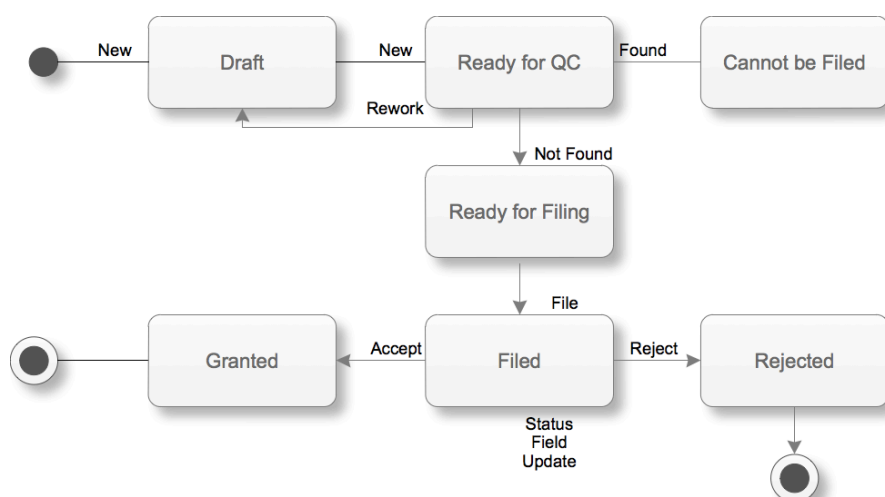 New
Draft
New
Ready for QC
Found
Cannot be Filed
Rework
Not Found
Ready for Filing
File
Granted
Accept
Filed
Reject
Rejected
Status
Field
Update